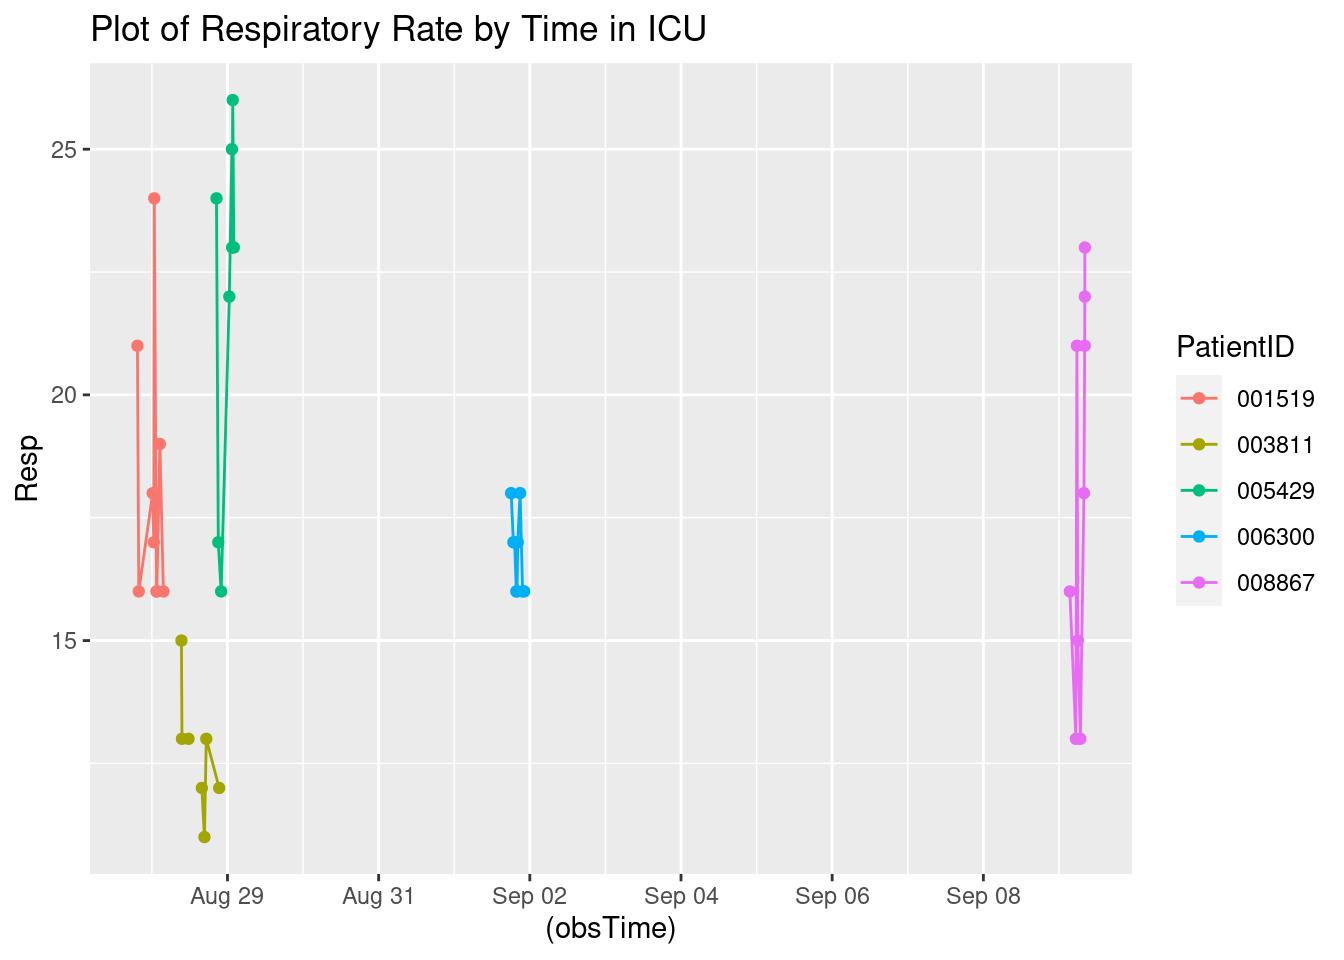 Plot of Respiratory Rate by Time in ICU
25
20
15
Resp
Aug 29 Aug 31 Sep 02 Sep 04 Sep 06 Sep 08
(obsTime)
PatientID
001519
003811
005429
006300
008867